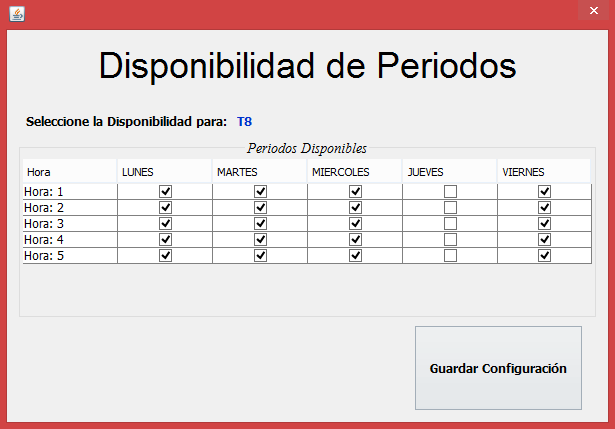 Disponibilidad de Periodos
Seleccione la Disponibilidad para: T8
Periodos Disponibles
Hora LUNES MARTES MIERCOLES JUEVES VIERNES
Hora: 1
Hora: 2
Hora: 3
Hora: 4
Hora: 5
Guardar Configuración